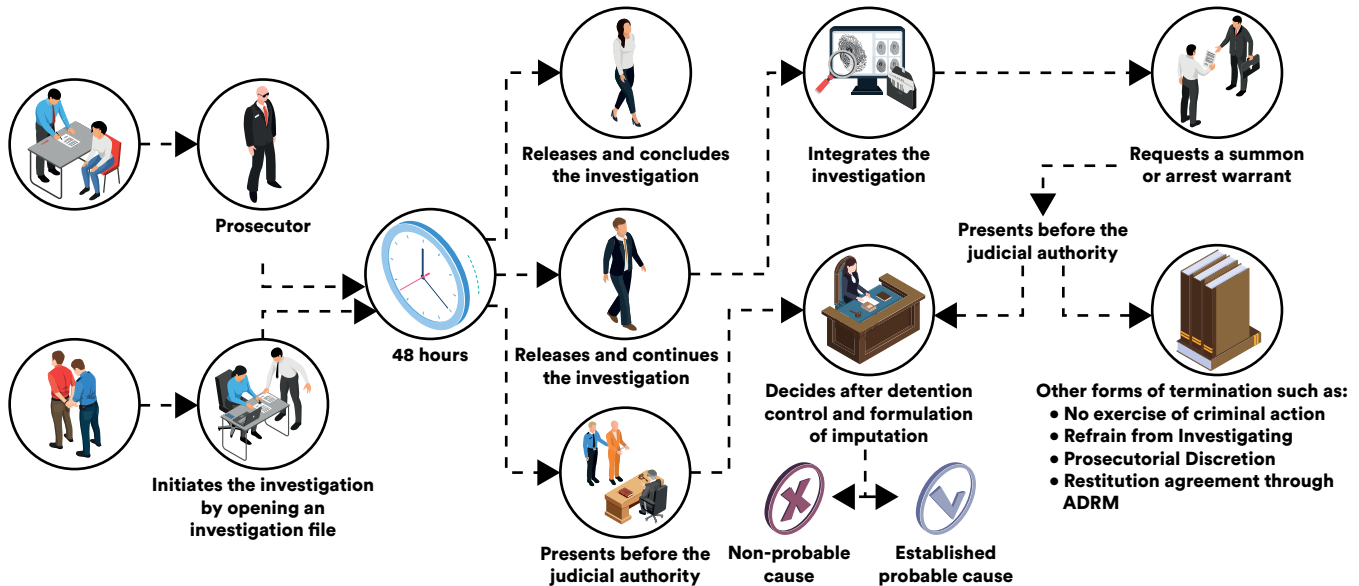 Prosecutor
Initiates the investigation
by opening an
investigation file
48 hours
Releases and concludes
the investigation
Releases and continues
the investigation
Presents before the
judicial authority
Integrates the
investigation
Requests a summon
or arrest warrant
Presents before the
judicial authority
Decides after detention
control and formulation
of imputation
Non-probable
cause
Established
probable cause
Other forms of termination such as:
• No exercise of criminal action
• Refrain from Investigating
• Prosecutorial Discretion
• Restitution agreement through
ADRM